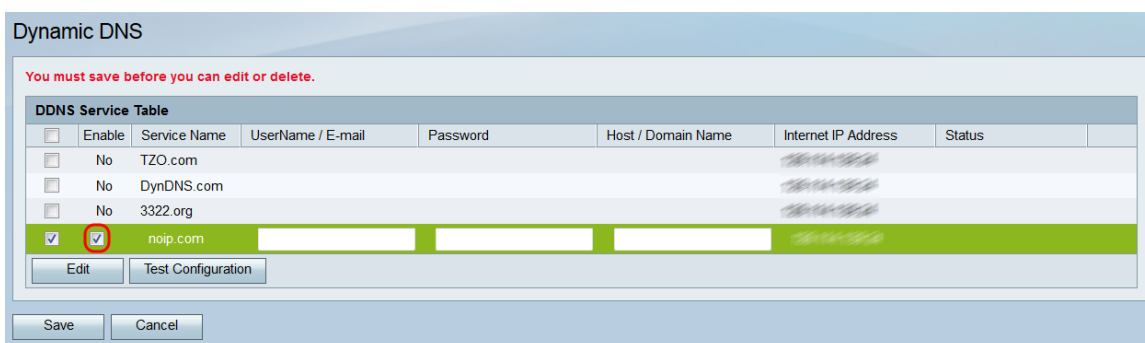 Dynamic DNS
You must save before you can edit or delete.
DDNS Service Table
Enable Service Name UserName / E-mail Password Host / Domain Name Internet IP Address Status
No TZO.com
No DynDNS.com
No 3322.org
noip.com
Edit Test Configuration
Save Cancel